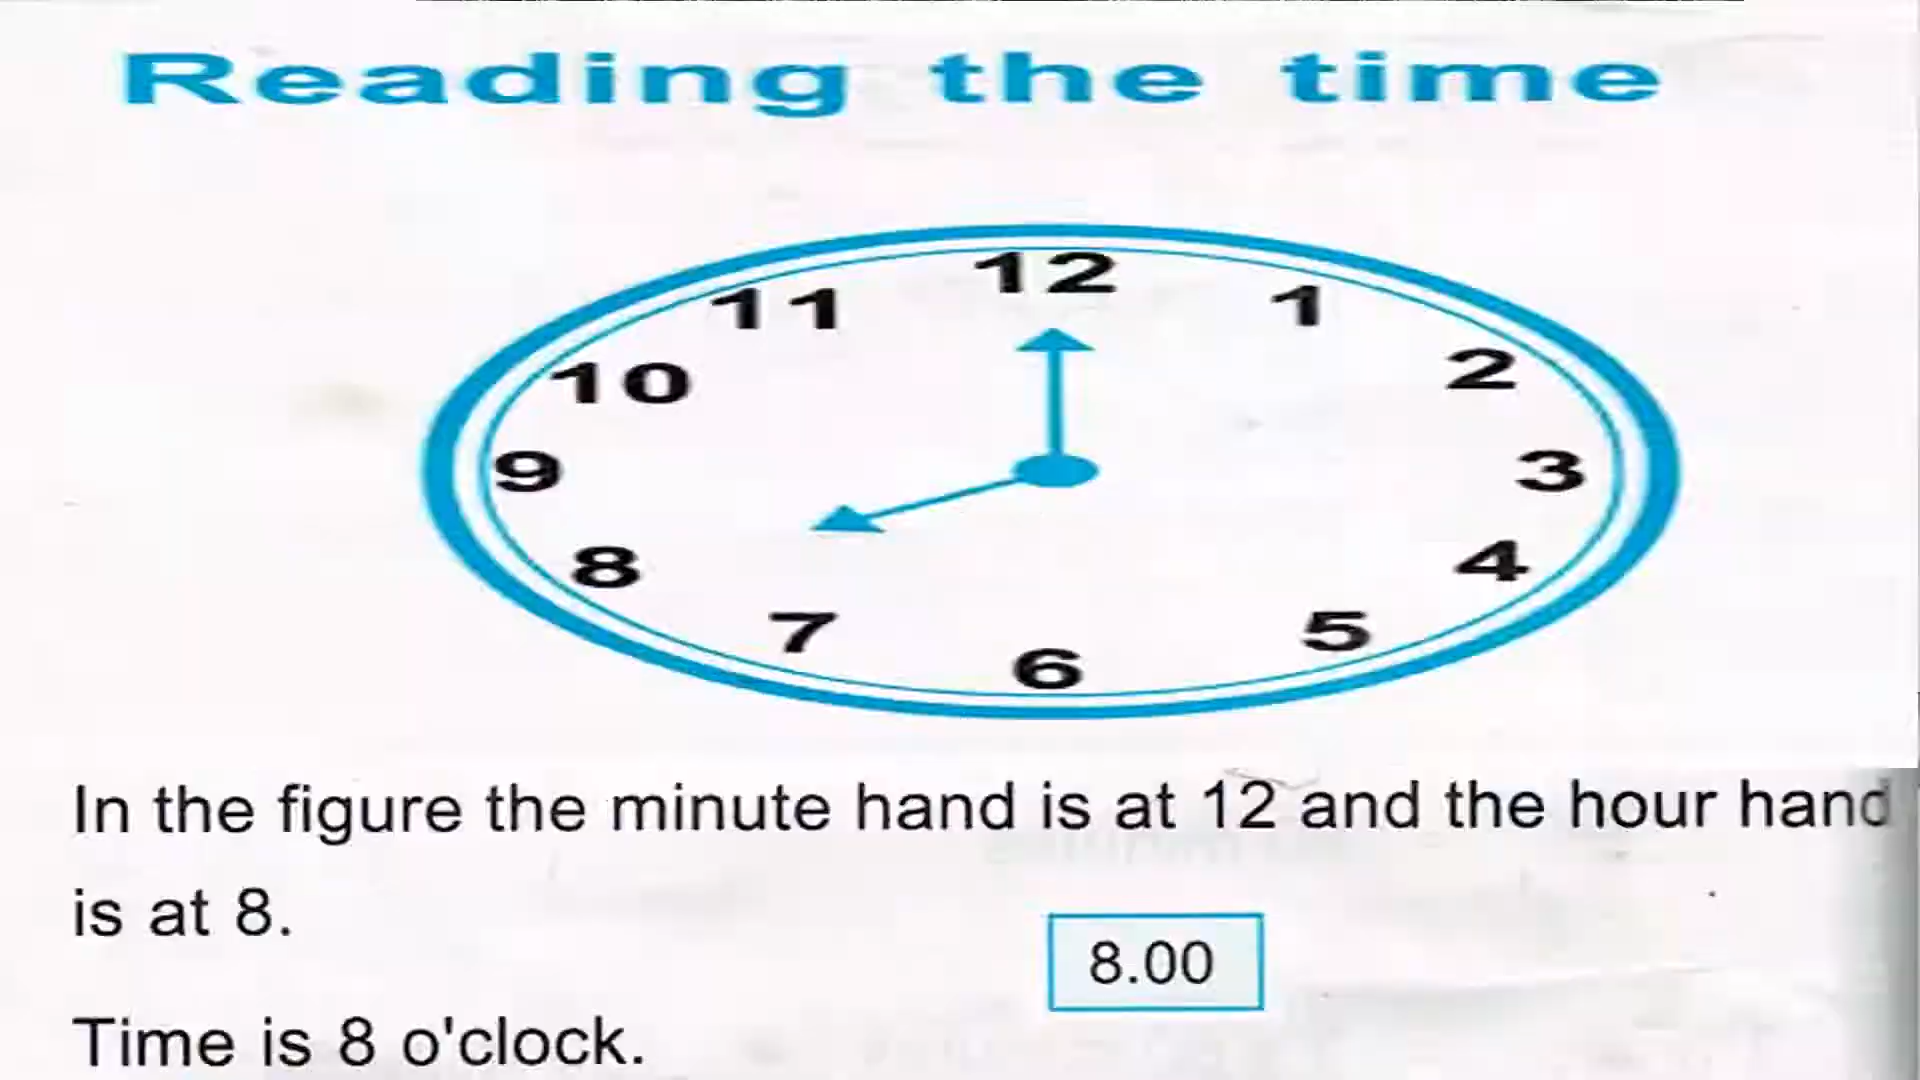 Reading the time
12
11 1
10 2
9 3
8 4
7 5
6
In the figure the minute hand is at 12 and the hour hand
is at 8.
8.00
Time is 8 o'clock.